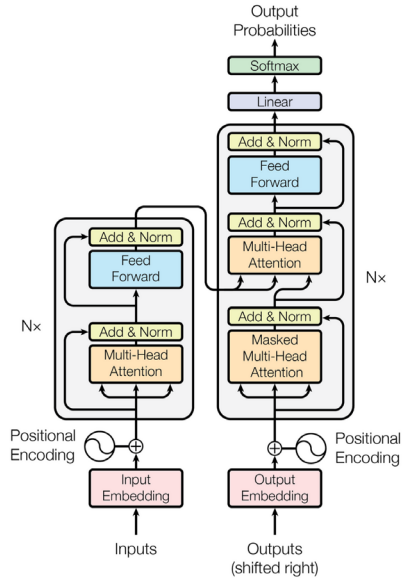 Output
Probabilities
Softmax
Linear
Add & Norm
Feed
Forward
Add & Norm
Multi-Head
Attention
Add & Norm
Masked
Multi-Head
Attention
N×
Add & Norm
Feed
Forward
Add & Norm
Multi-Head
Attention
N×
Positional
Encoding
Positional
Encoding
Input
Embedding
Output
Embedding
Inputs
Outputs
(shifted right)